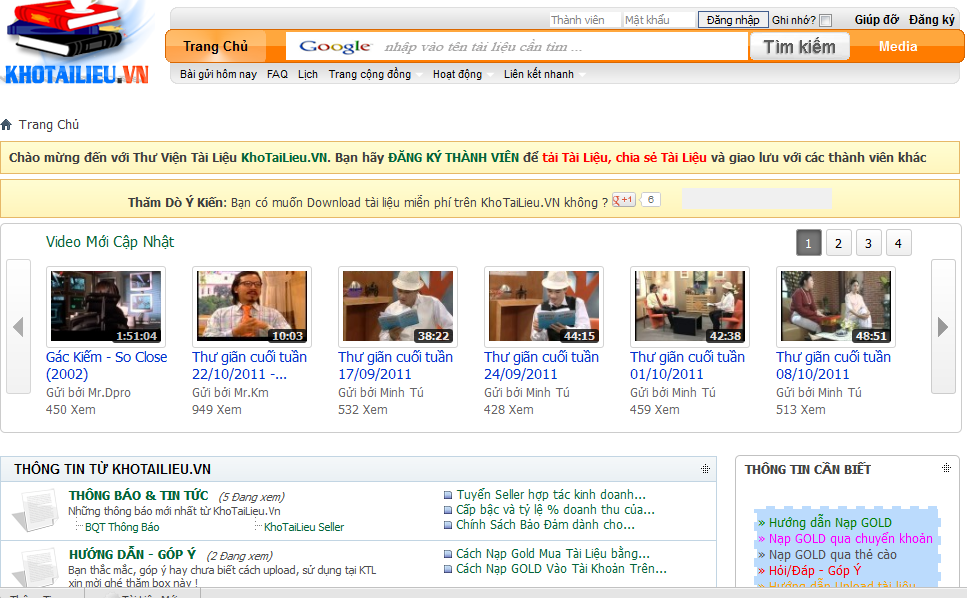 Thành viên Mật khẩu Đăng nhập Ghi nhớ? Giúp đỡ Đăng ký
KHOTAILIEU.VN
Trang Chủ Google nhập vào tên tài liệu cần tìm ... Tìm kiếm Media
Bài gửi hôm nay FAQ Lịch Trang cộng đồng Hoạt động Liên kết nhanh
Trang Chủ
Chào mừng đến với Thư Viện Tài Liệu KhoTaiLieu.VN. Bạn hãy ĐĂNG KÝ THÀNH VIÊN để tải Tài Liệu, chia sẻ Tài Liệu và giao lưu với các thành viên khác
Thăm Dò Ý Kiến: Bạn có muốn Download tài liệu miễn phí trên KhoTaiLieu.VN không ? +1 6
Video Mới Cập Nhật 1 2 3 4
1:51:04 10:03 38:22 44:15 42:38 48:51
Gác Kiếm - So Close (2002)
Gửi bởi Mr.Dpro
450 Xem
Thư giãn cuối tuần
22/10/2011 -...
Gửi bởi Mr.Km
949 Xem
Thư giãn cuối tuần
17/09/2011
Gửi bởi Minh Tú
532 Xem
Thư giãn cuối tuần
24/09/2011
Gửi bởi Minh Tú
428 Xem
Thư giãn cuối tuần
01/10/2011
Gửi bởi Minh Tú
459 Xem
Thư giãn cuối tuần
08/10/2011
Gửi bởi Minh Tú
513 Xem
THÔNG TIN TỪ KHOTAILIEU.VN
THÔNG BÁO & TIN TỨC (5 Đang xem)
Những thông báo mới nhất từ KhoTaiLieu.Vn
BQT Thông Báo KhoTaiLieu Seller
Tuyển Seller hợp tác kinh doanh...
Cấp bậc và tỷ lệ % doanh thu của...
Chính Sách Bảo Đảm dành cho...
HƯỚNG DẪN - GÓP Ý (2 Đang xem)
Bạn thắc mắc, góp ý hay chưa biết cách upload, sử dụng tại KTL
xin mời ghé thăm box này !
Cách Nạp Gold Mua Tài Liệu bằng...
Cách Nạp GOLD Vào Tài Khoản Trên...
THÔNG TIN CẦN BIẾT
» Hướng dẫn Nạp GOLD
» Nạp GOLD qua chuyển khoản
» Nạp GOLD qua thẻ cào
» Hỏi/Đáp - Góp Ý
» Hướng dẫn Upload tài liệu